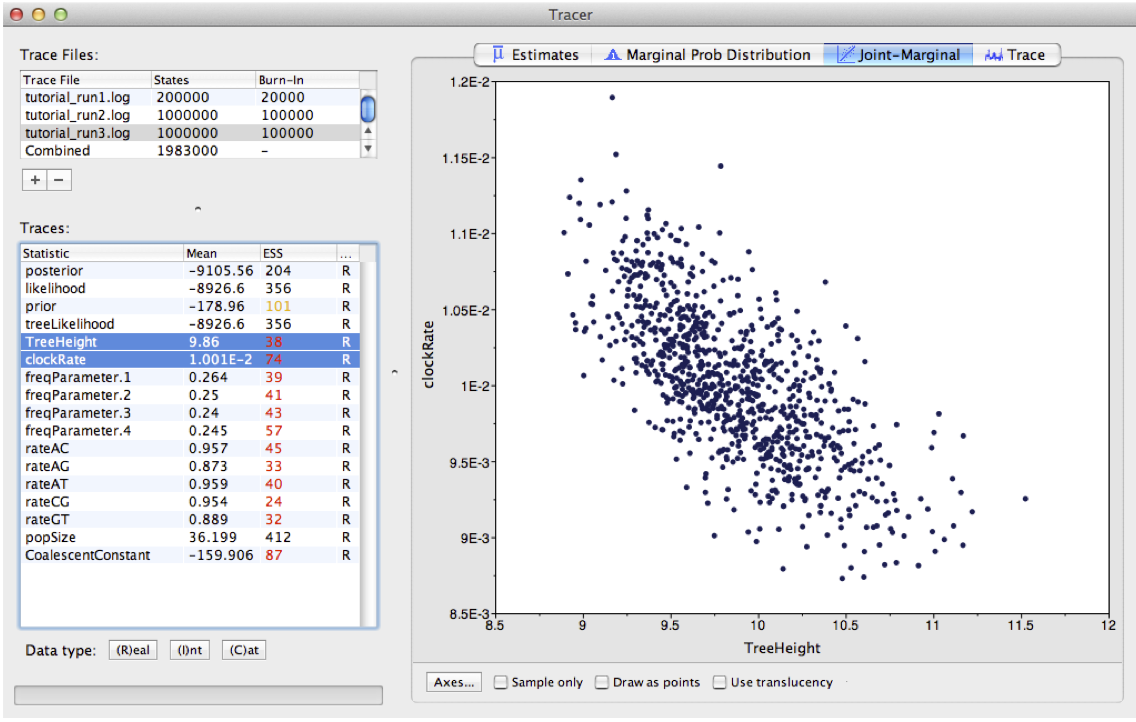 Tracer
Trace Files:
Trace File States Burn-In
tutorial_run1.log 200000 20000
tutorial_run2.log 1000000 100000
tutorial_run3.log 1000000 100000
Combined 1983000 -
+ -
Traces:
Statistic Mean ESS ...
posterior -9105.56 204 R
likelihood -8926.6 356 R
prior -178.96 101 R
treeLikelihood -8926.6 356 R
TreeHeight 9.86 38 R
clockRate 1.001E-2 74 R
freqParameter.1 0.264 39 R
freqParameter.2 0.25 41 R
freqParameter.3 0.24 43 R
freqParameter.4 0.245 57 R
rateAC 0.957 45 R
rateAG 0.873 33 R
rateAT 0.959 40 R
rateCG 0.954 24 R
rateGT 0.889 32 R
popSize 36.199 412 R
CoalescentConstant -159.906 87 R
Data type: (R)eal (I)nt (C)at
μ Estimates Marginal Prob Distribution Joint-Marginal Trace
1.2E-2
1.15E-2
1.1E-2
1.05E-2
1E-2
9.5E-3
9E-3
8.5E-3
clockRate
8.5 9 9.5 10 10.5 11 11.5 12
TreeHeight
Axes... Sample only Draw as points Use translucency